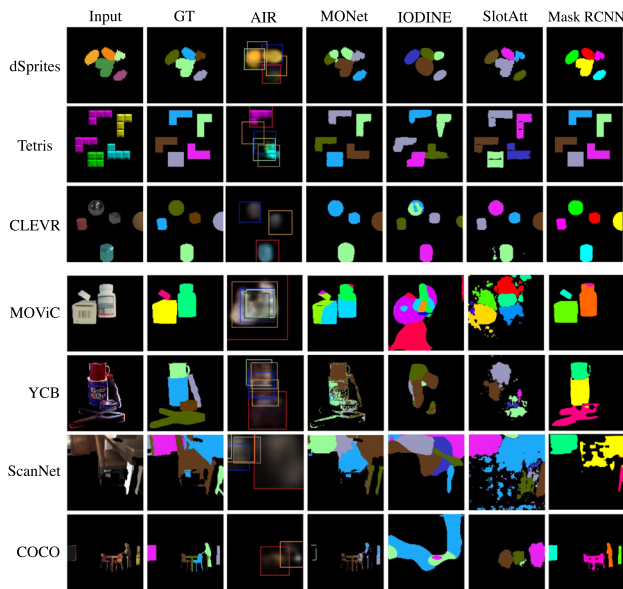 Input GT AIR MONet IODINE SlotAtt Mask RCNN
dSprites
Tetris
CLEVR
MOViC
YCB
ScanNet
COCO